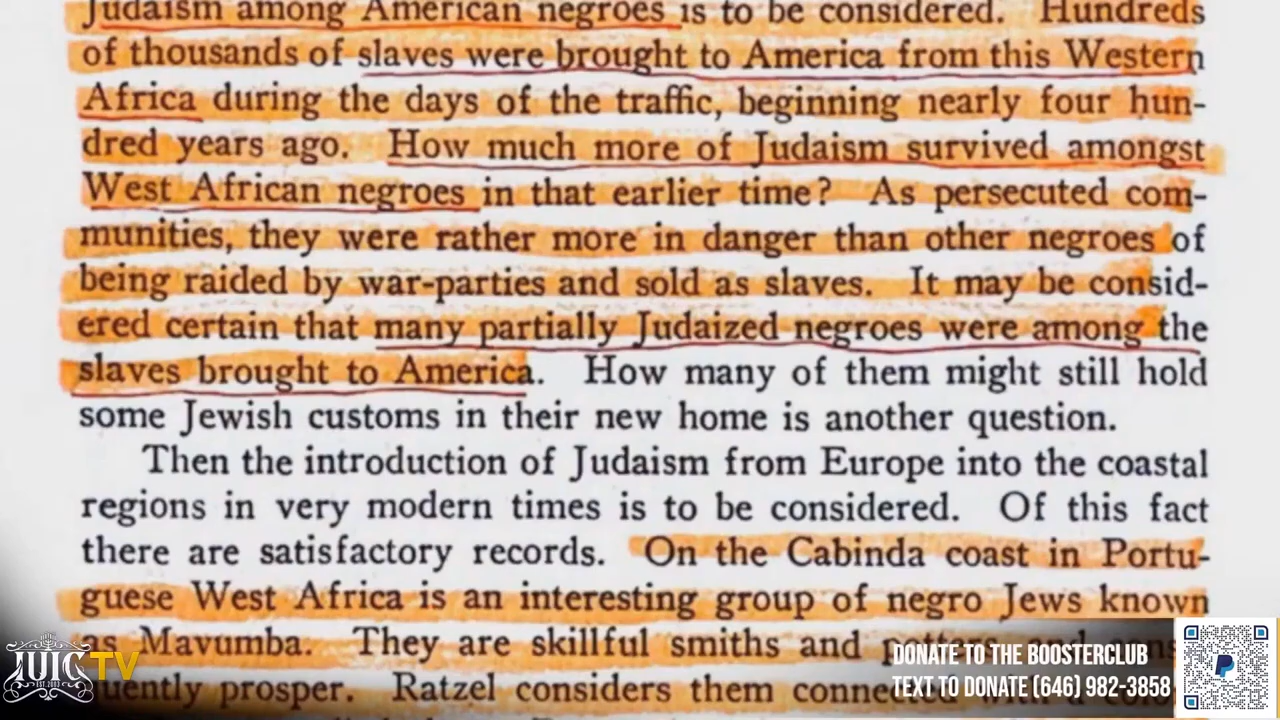 Judaism among American negroes is to be considered. Hundreds
of thousands of slaves were brought to America from this Western
Africa during the days of the traffic, beginning nearly four hun-
dred years ago. How much more of Judaism survived amongst
West African negroes in that earlier time? As persecuted com-
munities, they were rather more in danger than other negroes of
being raided by war-parties and sold as slaves. It may be consid-
ered certain that many partially Judaized negroes were among the
slaves brought to America. How many of them might still hold
some Jewish customs in their new home is another question.
Then the introduction of Judaism from Europe into the coastal
regions in very modern times is to be considered. Of this fact
there are satisfactory records. On the Cabinda coast in Portu-
guese West Africa is an interesting group of negro Jews known
as Mavumba. They are skillful smiths and potters and
prosper. Ratzel considers them
IUIC TV
EST. 2003
DONATE TO THE BOOSTERCLUB
TEXT TO DONATE (646) 982-3858